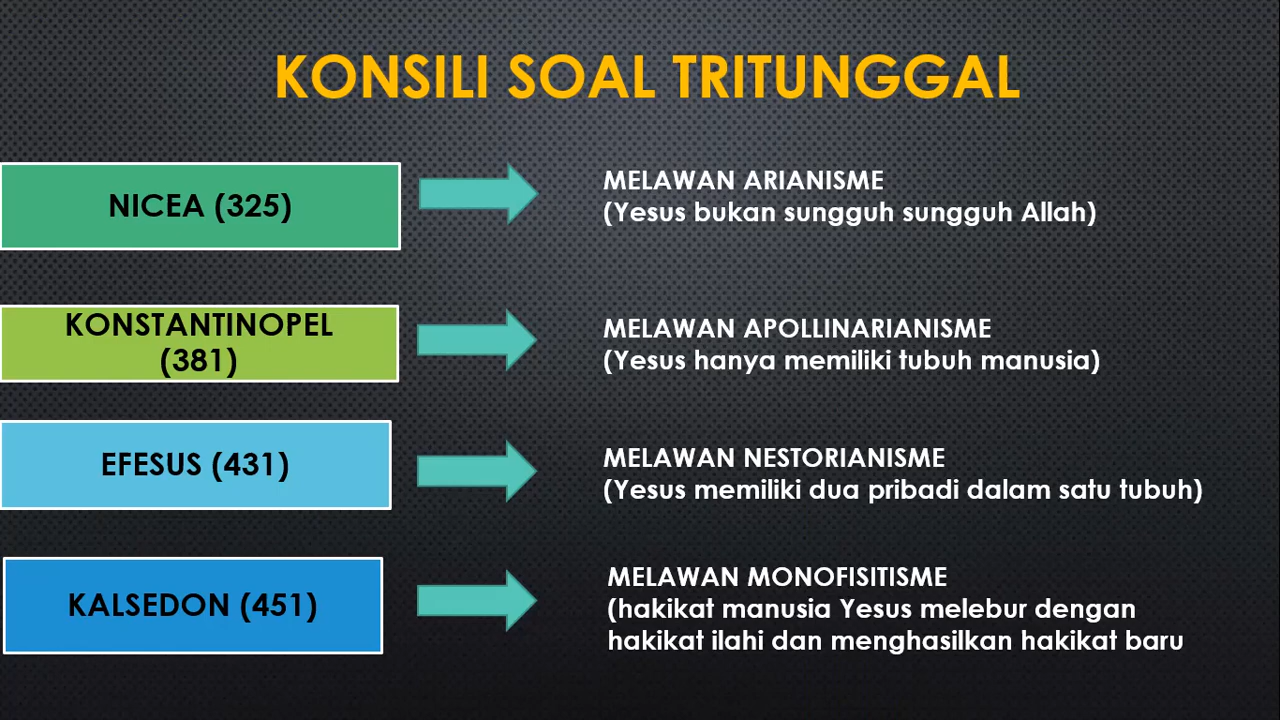 KONSILI SOAL TRITUNGGAL
NICEA (325)
MELAWAN ARIANISME
(Yesus bukan sungguh sungguh Allah)
KONSTANTINOPEL
(381)
MELAWAN APOLLINARIANISME
(Yesus hanya memiliki tubuh manusia)
EFESUS (431)
MELAWAN NESTORIANISME
(Yesus memiliki dua pribadi dalam satu tubuh)
KALSEDON (451)
MELAWAN MONOFISITISME
(hakikat manusia Yesus melebur dengan
hakikat ilahi dan menghasilkan hakikat baru